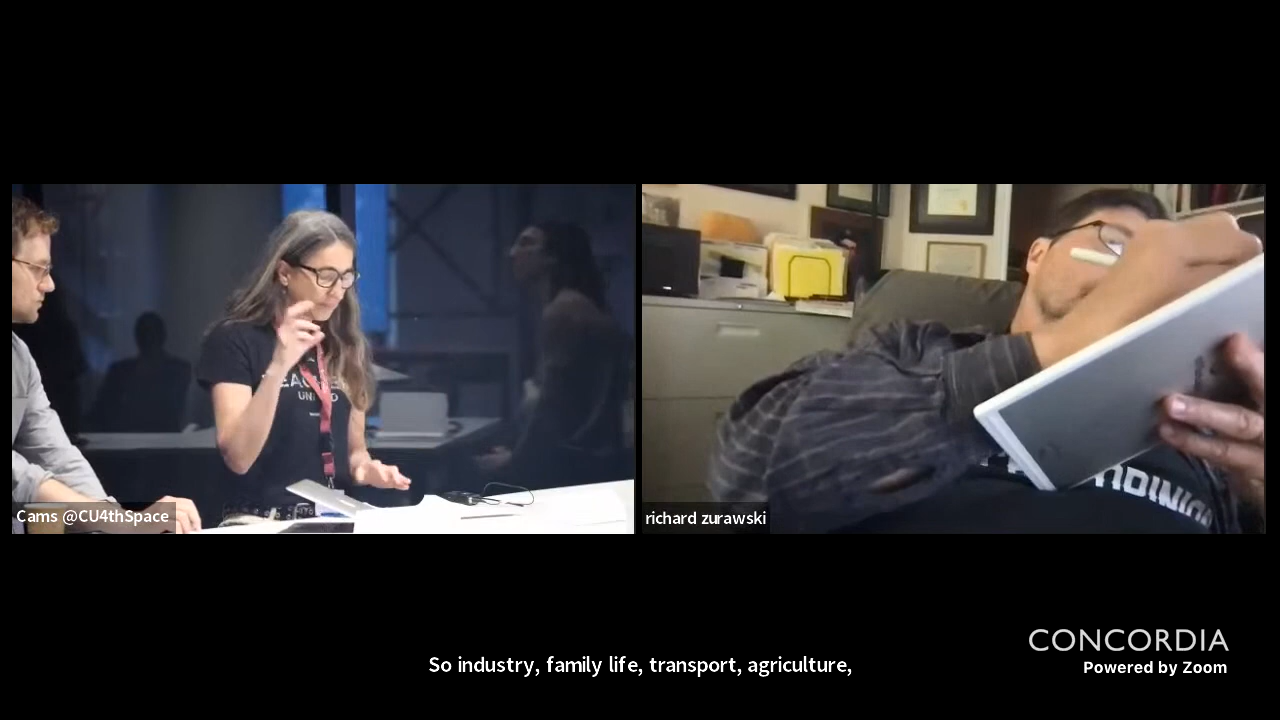 Cams @CU4thSpace
richard zurawski
CONCORDIA
Powered by Zoom
So industry, family life, transport, agriculture,